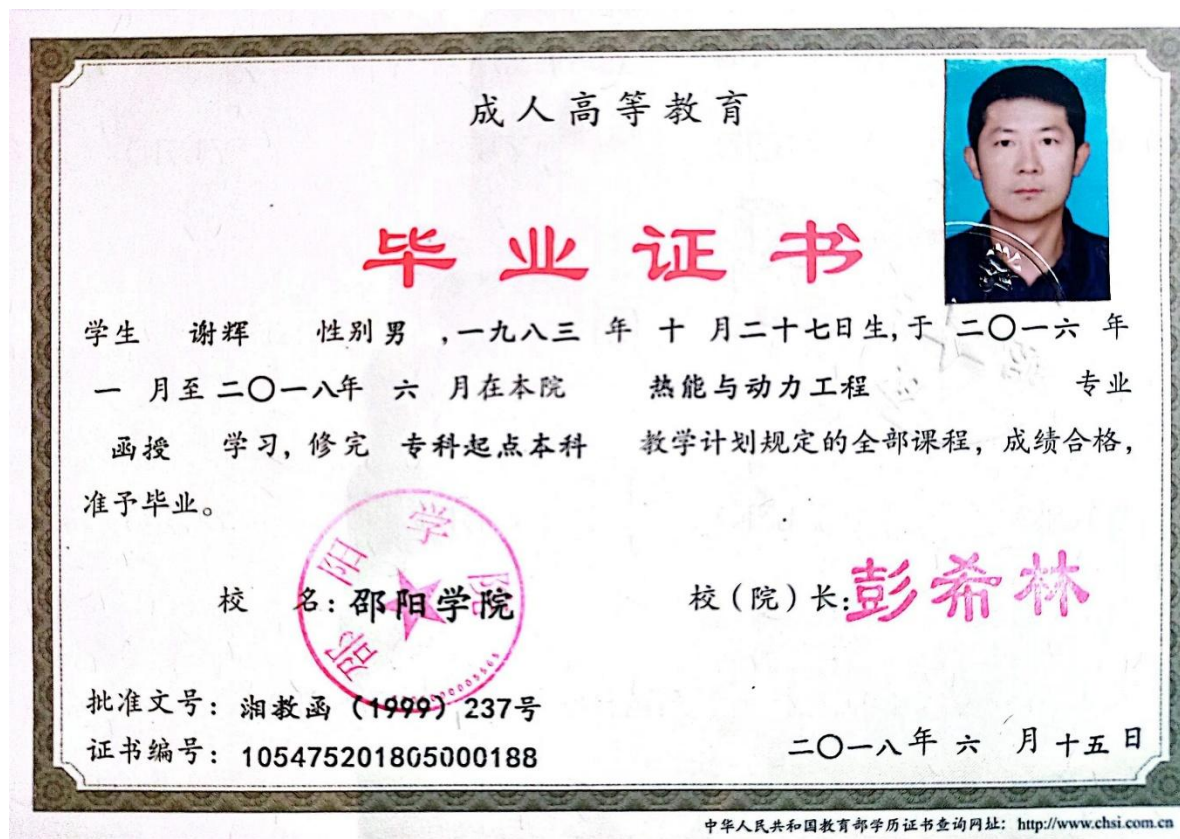 成人高等教育
毕业证书
学生 谢辉 性别 男 ,一九八三 年 十 月二十七日生,于 二〇一六 年
一 月至 二〇一八年 六 月在本院 热能与动力工程 专业
函授 学习, 修完 专科起点本科 教学计划规定的全部课程, 成绩合格,
准予毕业。
邵阳学院
校 名: 邵阳学院 校(院)长: 彭希林
批准文号: 湘教函(1999)237号
证书编号: 105475201805000188 二〇一八年 六 月 十五 日
中华人民共和国教育部学历证书查询网址: http://www.chsi.com.cn